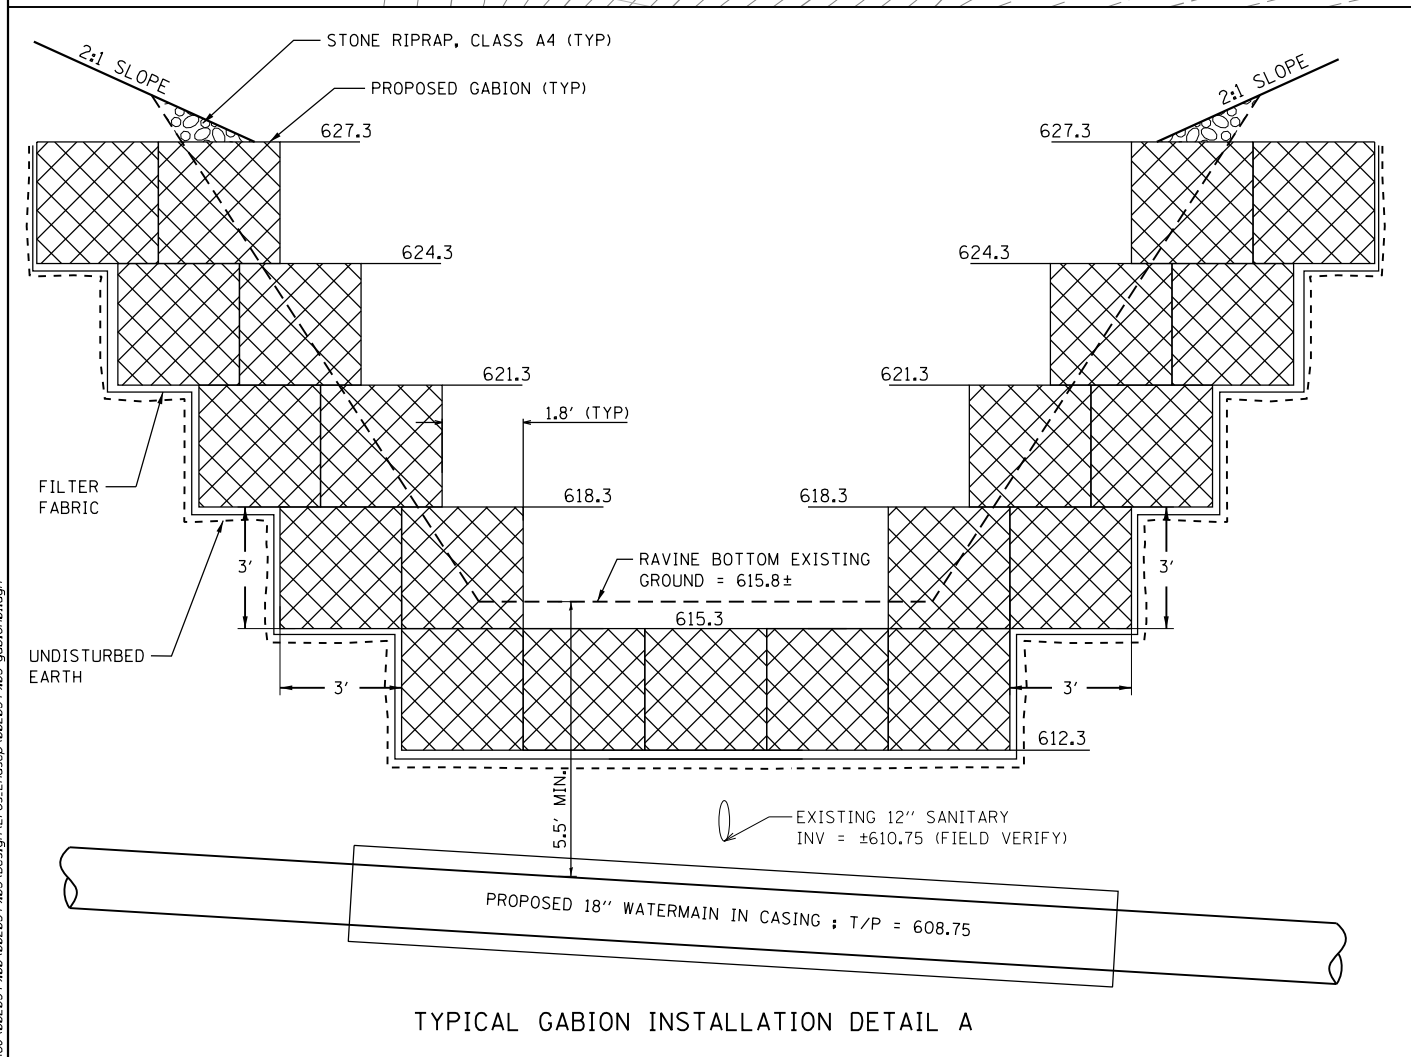 STONE RIPRAP, CLASS A4 (TYP)
2:1 SLOPE
2:1 SLOPE
PROPOSED GABION (TYP)
627.3
627.3
624.3
624.3
621.3
621.3
1.8' (TYP)
FILTER
FABRIC
618.3
618.3
RAVINE BOTTOM EXISTING
GROUND = 615.8±
3'
3'
615.3
UNDISTURBED
EARTH
3'
3'
612.3
5.5' MIN.
EXISTING 12'' SANITARY
INV = ±610.75 (FIELD VERIFY)
PROPOSED 18'' WATERMAIN IN CASING ; T/P = 608.75
TYPICAL GABION INSTALLATION DETAIL A